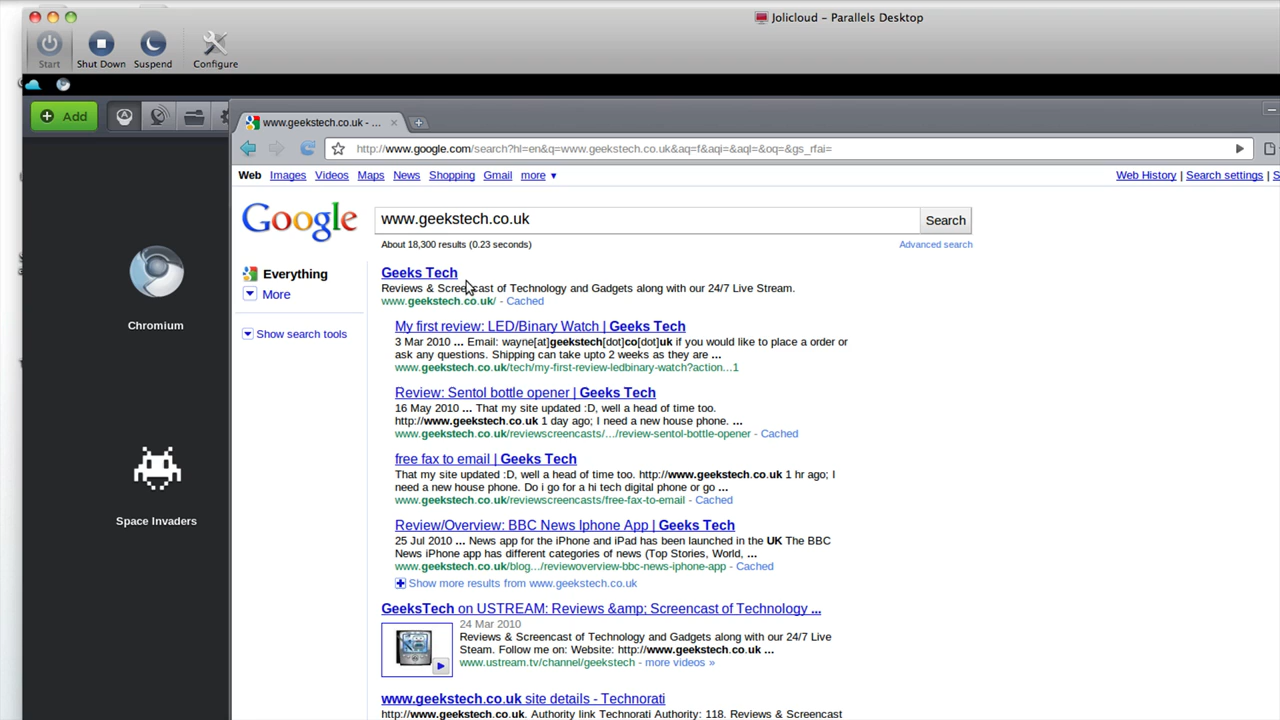 Jolicloud - Parallels Desktop
Start Shut Down Suspend Configure
Add
www.geekstech.co.uk - ...
http://www.google.com/search?hl=en&q=www.geekstech.co.uk&aq=f&aqi=&aql=&oq=&gs_rfai=
Web Images Videos Maps News Shopping Gmail more ▼
Web History | Search settings | S
Google
www.geekstech.co.uk
Search
About 18,300 results (0.23 seconds)
Advanced search
Everything
More
Show search tools
Chromium
Space Invaders
Geeks Tech
Reviews & Screencast of Technology and Gadgets along with our 24/7 Live Stream.
www.geekstech.co.uk/ - Cached
My first review: LED/Binary Watch | Geeks Tech
3 Mar 2010 ... Email: wayne[at]geekstech[dot]co[dot]uk if you would like to place a order or
ask any questions. Shipping can take upto 2 weeks as they are ...
www.geekstech.co.uk/tech/my-first-review-ledbinary-watch?action...1
Review: Sentol bottle opener | Geeks Tech
16 May 2010 ... That my site updated :D, well a head of time too.
http://www.geekstech.co.uk 1 day ago; I need a new house phone. ...
www.geekstech.co.uk/reviewscreencasts/.../review-sentol-bottle-opener - Cached
free fax to email | Geeks Tech
That my site updated :D, well a head of time too. http://www.geekstech.co.uk 1 hr ago; I
need a new house phone. Do i go for a hi tech digital phone or go ...
www.geekstech.co.uk/reviewscreencasts/free-fax-to-email - Cached
Review/Overview: BBC News Iphone App | Geeks Tech
25 Jul 2010 ... News app for the iPhone and iPad has been launched in the UK The BBC
News iPhone app has different categories of news (Top Stories, World, ...
www.geekstech.co.uk/blog.../reviewoverview-bbc-news-iphone-app - Cached
Show more results from www.geekstech.co.uk
GeeksTech on USTREAM: Reviews &amp; Screencast of Technology ...
24 Mar 2010
Reviews & Screencast of Technology and Gadgets along with our 24/7 Live
Steam. Follow me on: Website: http://www.geekstech.co.uk ...
www.ustream.tv/channel/geekstech - more videos »
www.geekstech.co.uk site details - Technorati
http://www.geekstech.co.uk. Authority link Technorati Authority: 118. Reviews & Screencast